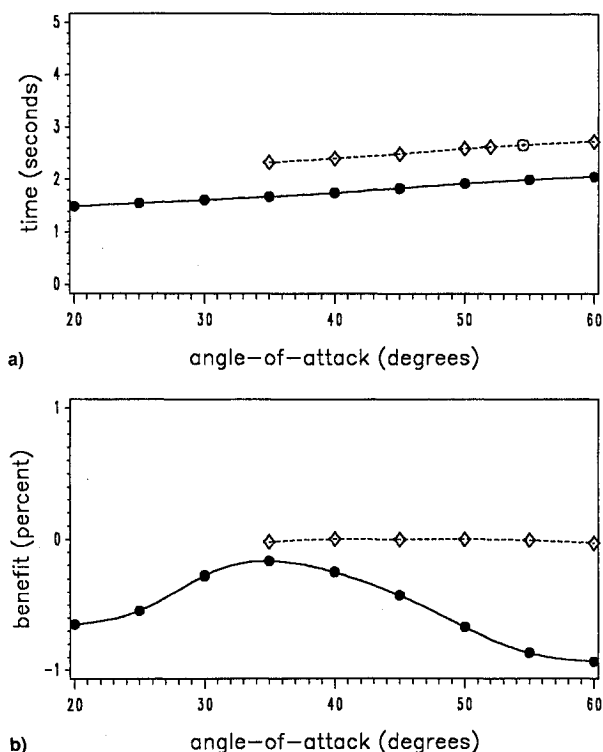 5
4
3
2
1
0
time (seconds)
20 30 40 50 60
angle-of-attack (degrees)
a)
1
0
-1
benefit (percent)
20 30 40 50 60
angle-of-attack (degrees)
b)